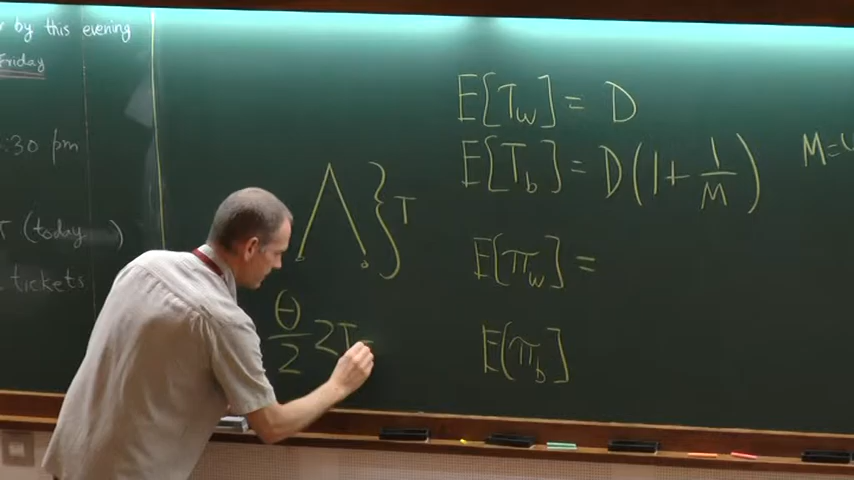 r by this evening
Friday
:30 pm
(today )
tickets
T
θ/2 2T =
E[T_w] = D
E[T_b] = D(1 + 1/M)
M=
E[π_w] =
E[π_b]